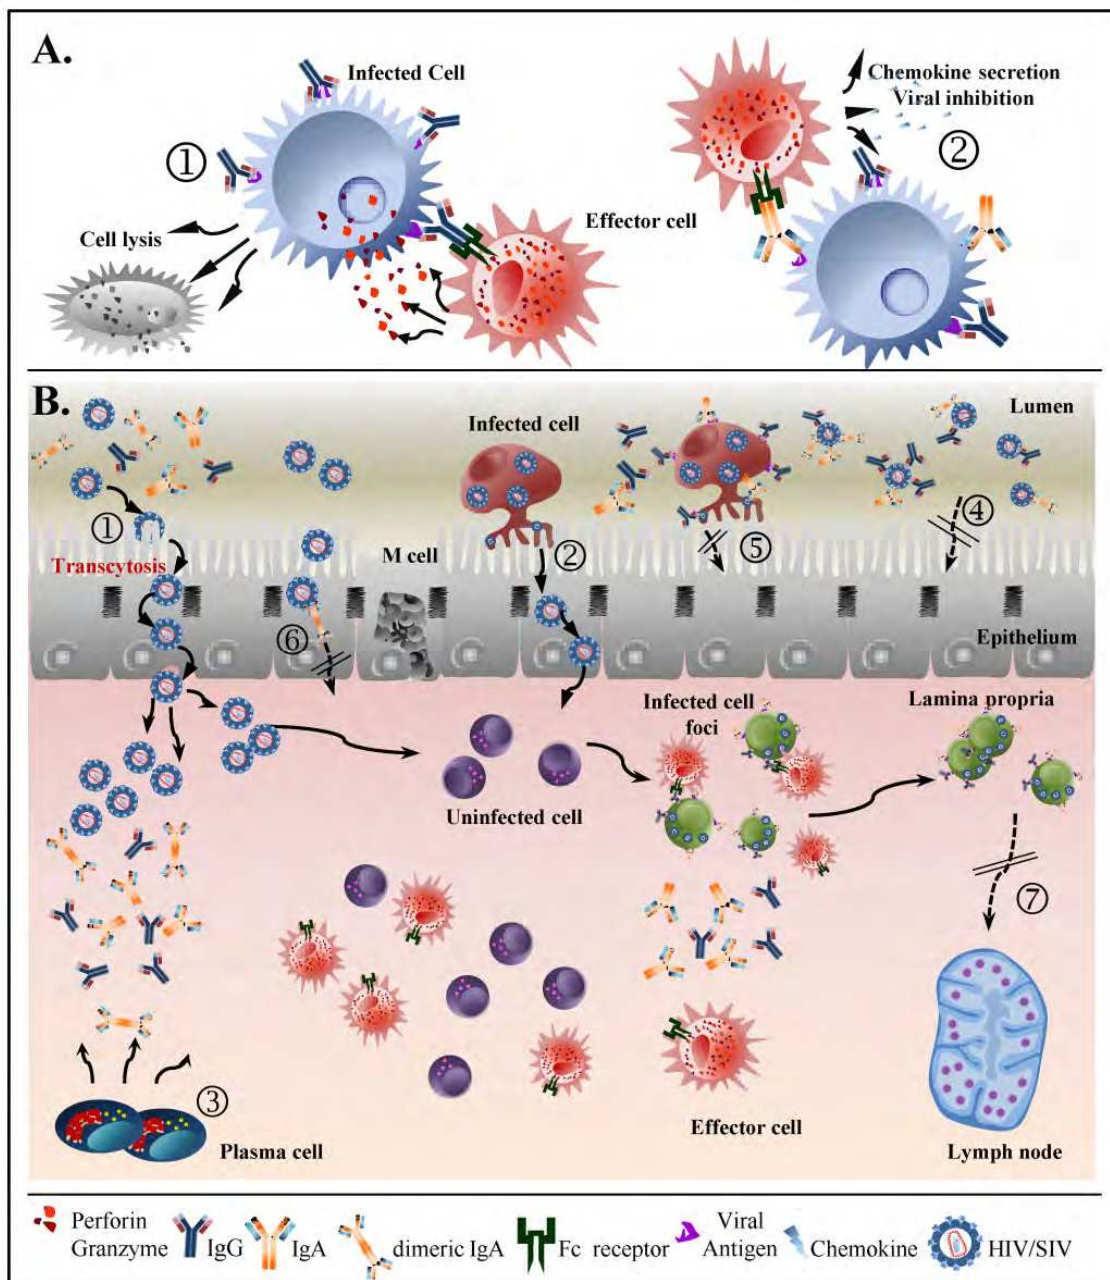 A.
Infected Cell
①
Cell lysis
Effector cell
Chemokine secretion
Viral inhibition
②
B.
Lumen
Infected cell
①
②
④
⑤
M cell
Transcytosis
⑥
Epithelium
Infected cell
foci
Lamina propria
Uninfected cell
⑦
③
Plasma cell
Effector cell
Lymph node
Perforin
Granzyme
IgG
IgA
dimeric IgA
Fc receptor
Viral
Antigen
Chemokine
HIV/SIV